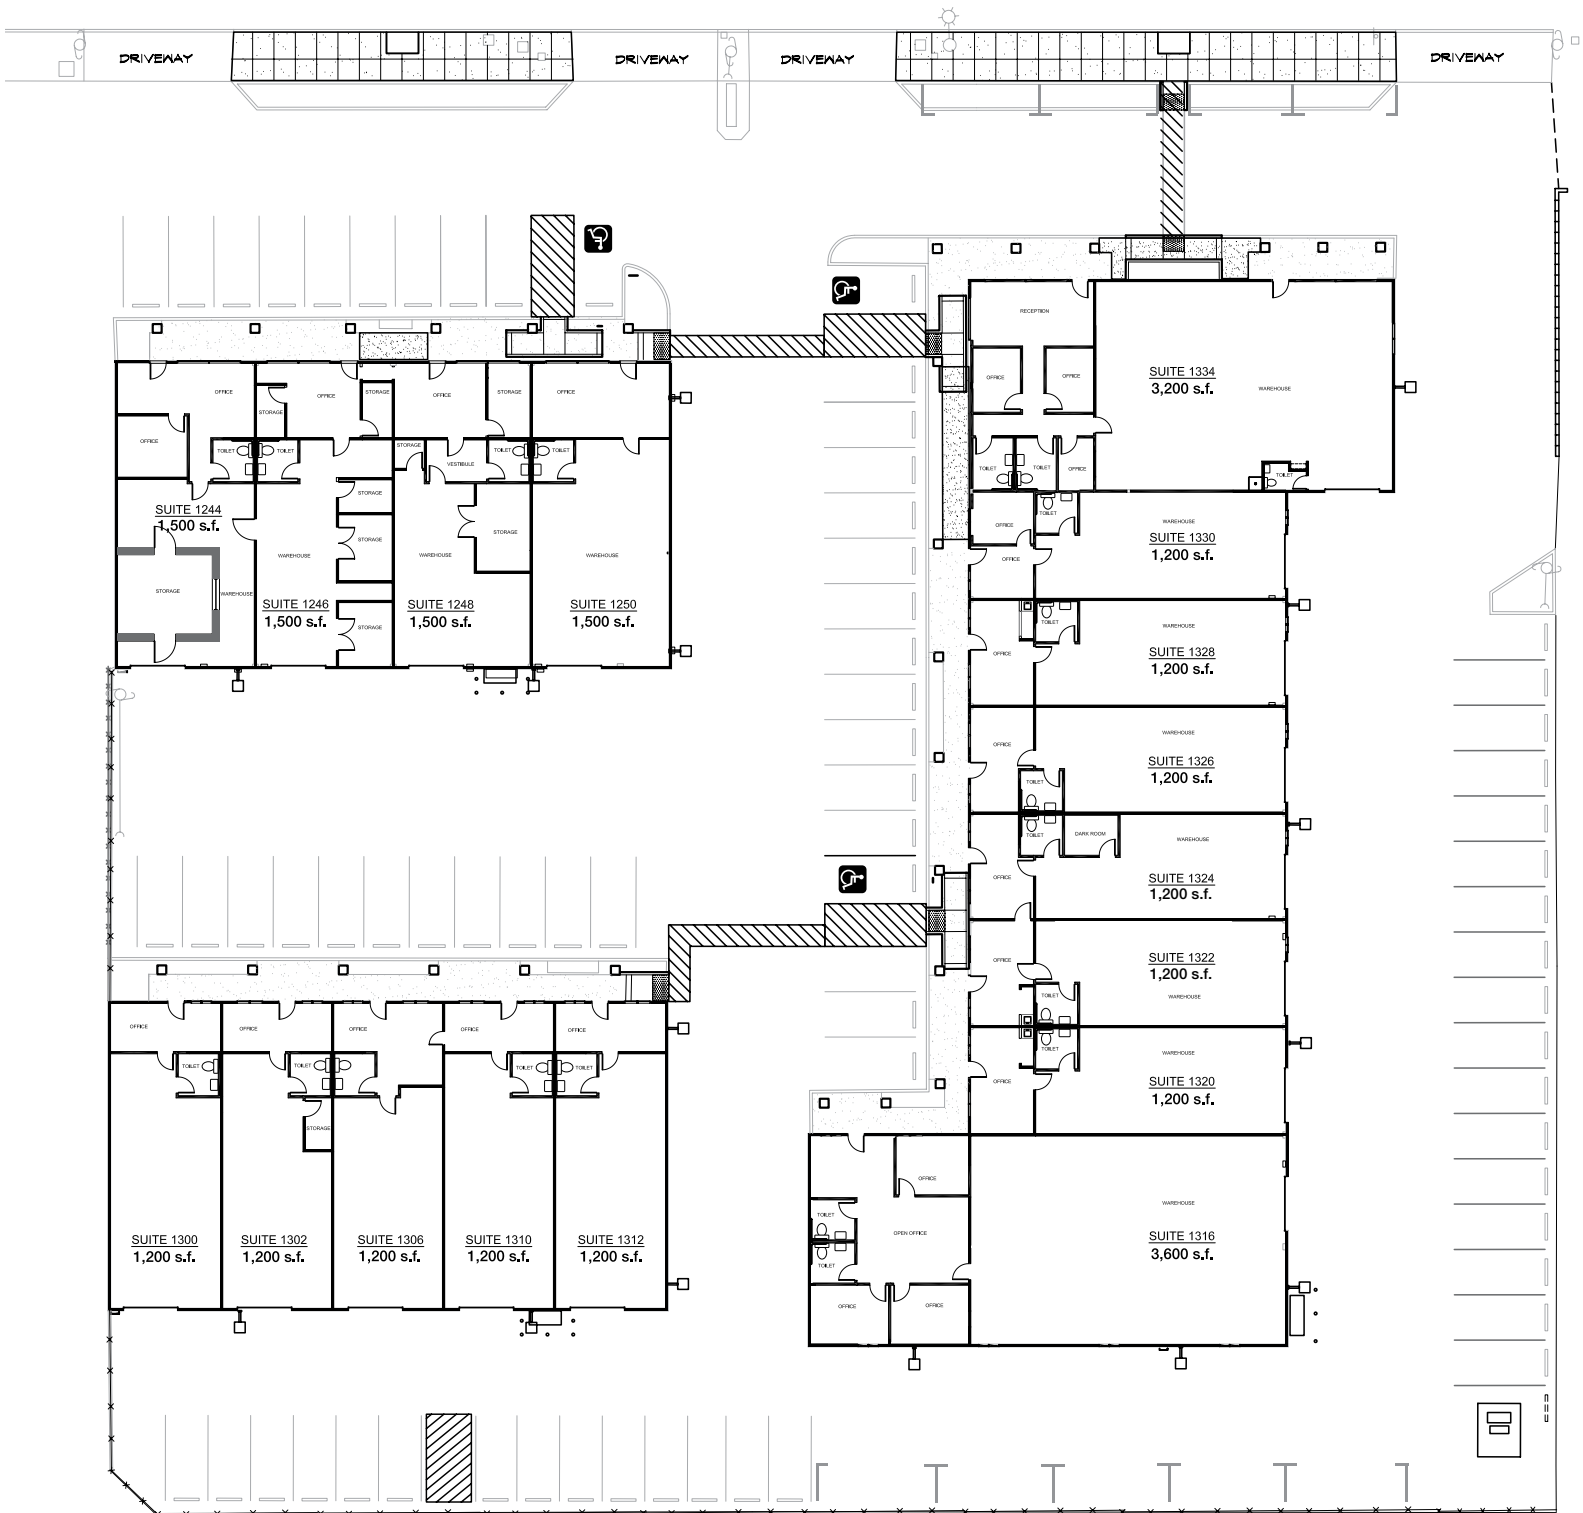 DRIVEWAY
DRIVEWAY
DRIVEWAY
DRIVEWAY
OFFICE
OFFICE
STORAGE
OFFICE
STORAGE
OFFICE
STORAGE
OFFICE
OFFICE
TOILET
TOILET
STORAGE
VESTIBULE
TOILET
TOILET
SUITE 1244
1,500 s.f.
STORAGE
WAREHOUSE
STORAGE
STORAGE
WAREHOUSE
STORAGE
SUITE 1246
1,500 s.f.
STORAGE
WAREHOUSE
SUITE 1248
1,500 s.f.
WAREHOUSE
SUITE 1250
1,500 s.f.
RECEPTION
OFFICE
OFFICE
SUITE 1334
3,200 s.f.
WAREHOUSE
TOILET
TOILET
OFFICE
TOILET
OFFICE
TOILET
WAREHOUSE
SUITE 1330
1,200 s.f.
OFFICE
TOILET
WAREHOUSE
OFFICE
SUITE 1328
1,200 s.f.
OFFICE
WAREHOUSE
SUITE 1326
1,200 s.f.
TOILET
TOILET
DARK ROOM
WAREHOUSE
OFFICE
SUITE 1324
1,200 s.f.
OFFICE
SUITE 1322
1,200 s.f.
TOILET
WAREHOUSE
TOILET
WAREHOUSE
OFFICE
SUITE 1320
1,200 s.f.
OFFICE
OFFICE
OFFICE
OFFICE
OFFICE
TOILET
TOILET
TOILET
TOILET
STORAGE
SUITE 1300
1,200 s.f.
SUITE 1302
1,200 s.f.
SUITE 1306
1,200 s.f.
SUITE 1310
1,200 s.f.
SUITE 1312
1,200 s.f.
OFFICE
TOILET
OPEN OFFICE
TOILET
OFFICE
OFFICE
WAREHOUSE
SUITE 1316
3,600 s.f.